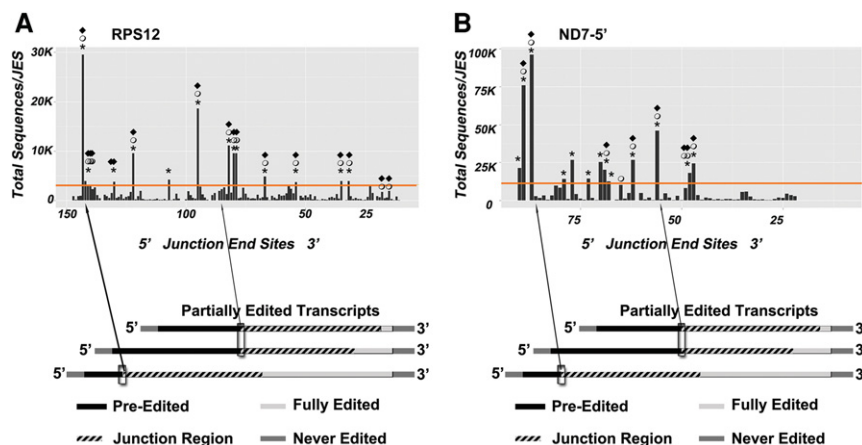 A
RPS12
Total Sequences/JES
30K
20K
10K
0
150
100
50
25
5’ Junction End Sites 3’
Partially Edited Transcripts
5’
3’
5’
3’
5’
3’
Pre-Edited
Fully Edited
Junction Region
Never Edited
B
ND7-5’
Total Sequences/JES
100K
75K
50K
25K
0
75
50
25
5’ Junction End Sites 3’
Partially Edited Transcripts
5’
3’
5’
3’
5’
3’
Pre-Edited
Fully Edited
Junction Region
Never Edited